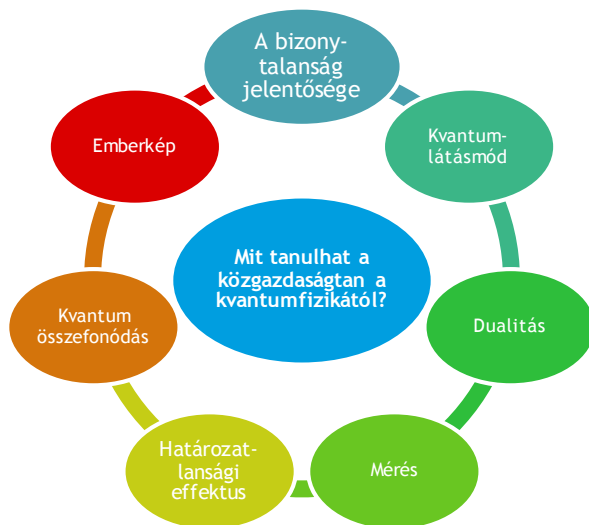 A bizony-
talanság
jelentősége
Kvantum-
látásmód
Dualitás
Mérés
Határozat-
lansági
effektus
Kvantum
összefonódás
Emberkép
Mit tanulhat a
közgazdaságtan a
kvantumfizikától?